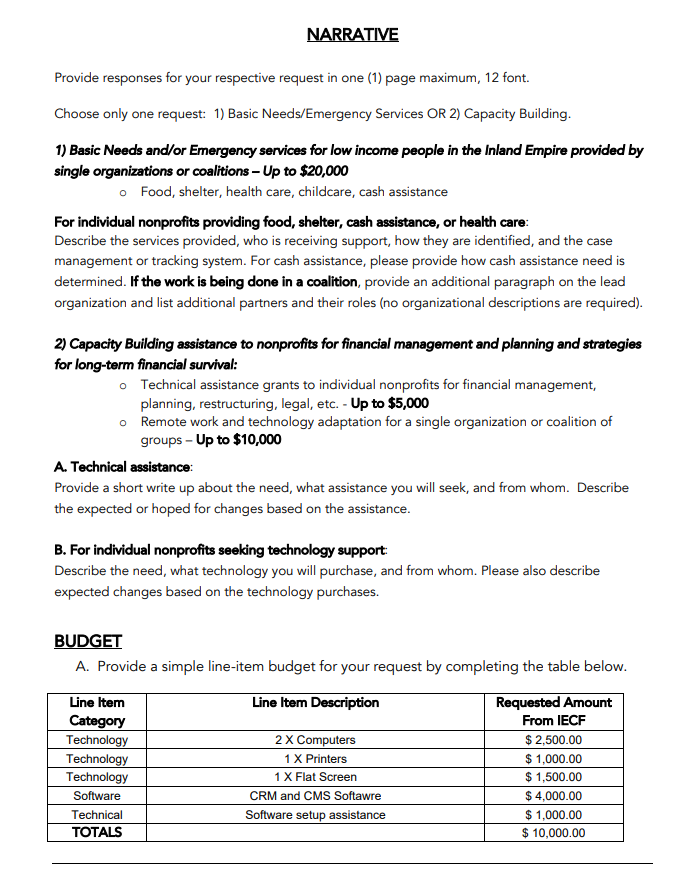 NARRATIVE
Provide responses for your respective request in one (1) page maximum, 12 font.
Choose only one request:  1) Basic Needs/Emergency Services OR 2) Capacity Building.
1) Basic Needs and/or Emergency services for low income people in the Inland Empire provided by
single organizations or coalitions – Up to $20,000
o Food, shelter, health care, childcare, cash assistance
For individual nonprofits providing food, shelter, cash assistance, or health care:
Describe the services provided, who is receiving support, how they are identified, and the case
management or tracking system. For cash assistance, please provide how cash assistance need is
determined. If the work is being done in a coalition, provide an additional paragraph on the lead
organization and list additional partners and their roles (no organizational descriptions are required).
2) Capacity Building assistance to nonprofits for financial management and planning and strategies
for long-term financial survival:
o Technical assistance grants to individual nonprofits for financial management,
planning, restructuring, legal, etc. - Up to $5,000
o Remote work and technology adaptation for a single organization or coalition of
groups – Up to $10,000
A. Technical assistance:
Provide a short write up about the need, what assistance you will seek, and from whom.  Describe
the expected or hoped for changes based on the assistance.
B. For individual nonprofits seeking technology support:
Describe the need, what technology you will purchase, and from whom. Please also describe
expected changes based on the technology purchases.
BUDGET
A. Provide a simple line-item budget for your request by completing the table below.
Line Item Line Item Description Requested Amount
Category From IECF
Technology 2 X Computers $ 2,500.00
Technology 1 X Printers $ 1,000.00
Technology 1 X Flat Screen $ 1,500.00
Software CRM and CMS Softawre $ 4,000.00
Technical Software setup assistance $ 1,000.00
TOTALS $ 10,000.00